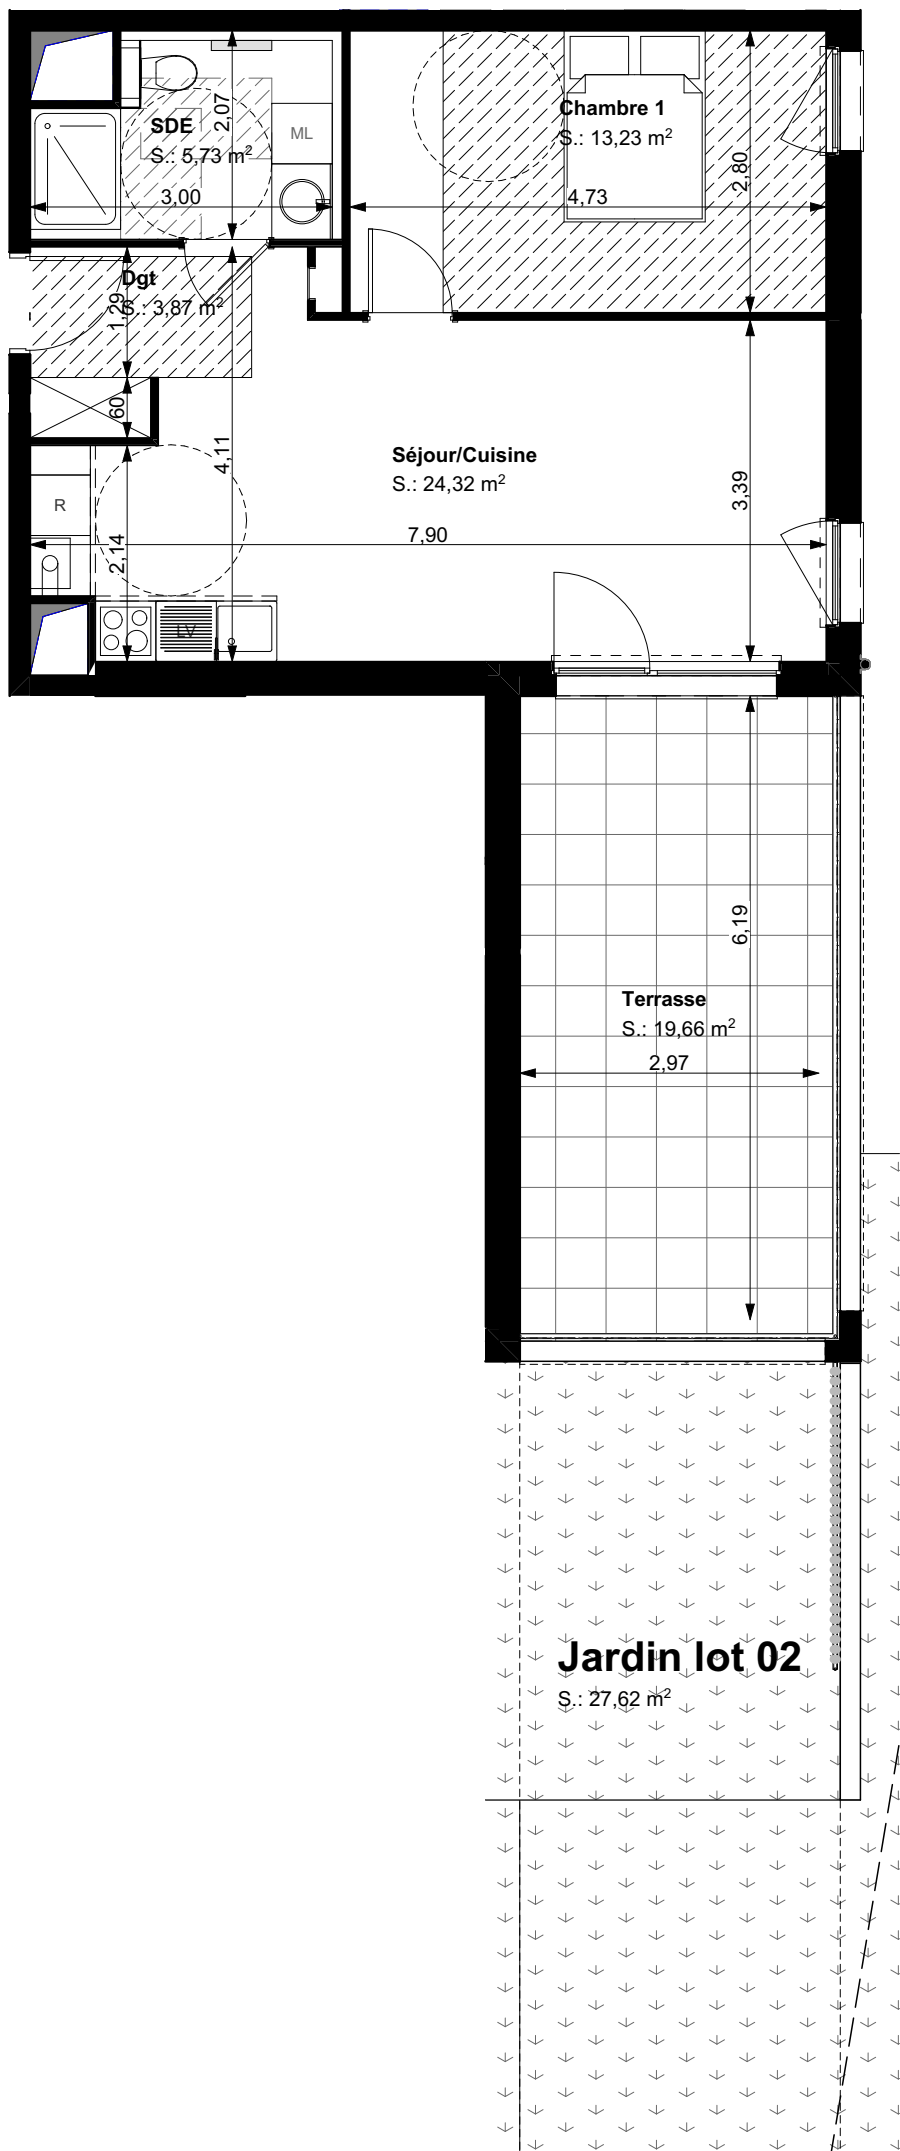 SDE
S.: 5,73 m²
2,07
ML
3,00
Chambre 1
S.: 13,23 m²
2,80
4,73
Dgt
S.: 3,87 m²
1,29
60
4,11
Séjour/Cuisine
S.: 24,32 m²
3,39
R
7,90
2,14
LV
6,19
Terrasse
S.: 19,66 m²
2,97
Jardin lot 02
S.: 27,62 m²